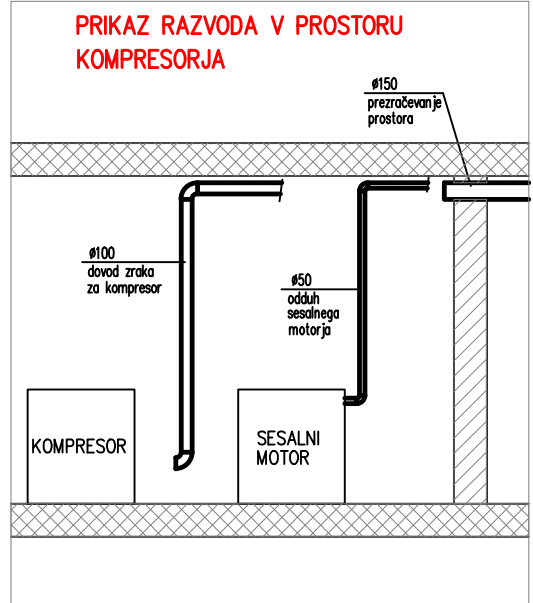 PRIKAZ RAZVODA V PROSTORU
KOMPRESORJA
ø150
prezračevanje
prostora
ø100
dovod zraka
za kompresor
ø50
odduh
sesalnega
motorja
KOMPRESOR
SESALNI
MOTOR